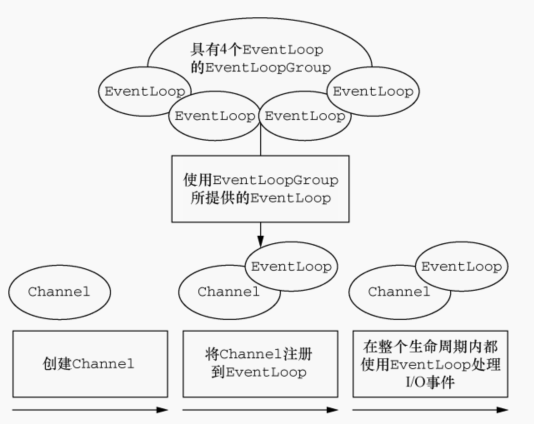 具有4个EventLoop
的EventLoopGroup
EventLoop
EventLoop
EventLoop
EventLoop
使用EventLoopGroup
所提供的EventLoop
Channel
Channel
EventLoop
Channel
EventLoop
创建Channel
将Channel注册
到EventLoop
在整个生命周期内都
使用EventLoop处理
I/O事件